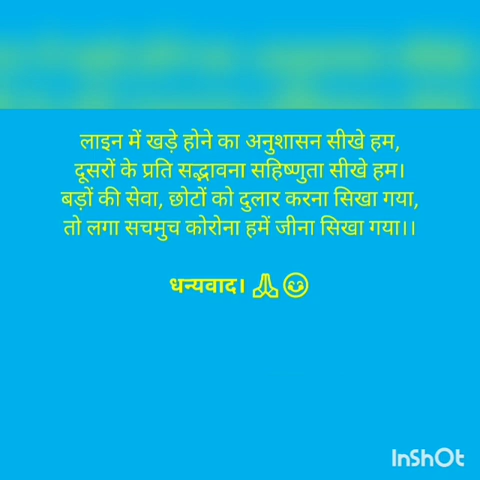 लाइन में खड़े होने का अनुशासन सीखे हम,
दूसरों के प्रति सद्भावना सहिष्णुता सीखे हम।
बड़ों की सेवा, छोटों को दुलार करना सिखा गया,
तो लगा सचमुच कोरोना हमें जीना सिखा गया।।
धन्यवाद। 🙏😊
InShOt